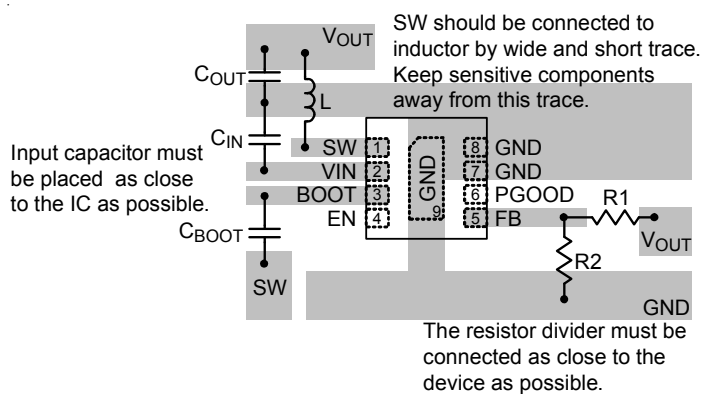 SW should be connected to
inductor by wide and short trace.
Keep sensitive components
away from this trace.
VOUT
COUT
L
CIN
Input capacitor must
be placed as close
to the IC as possible.
SW 1
VIN 2
BOOT 3
EN 4
GND
9
8 GND
7 GND
6 PGOOD
5 FB
R1
VOUT
R2
CBOOT
SW
GND
The resistor divider must be
connected as close to the
device as possible.